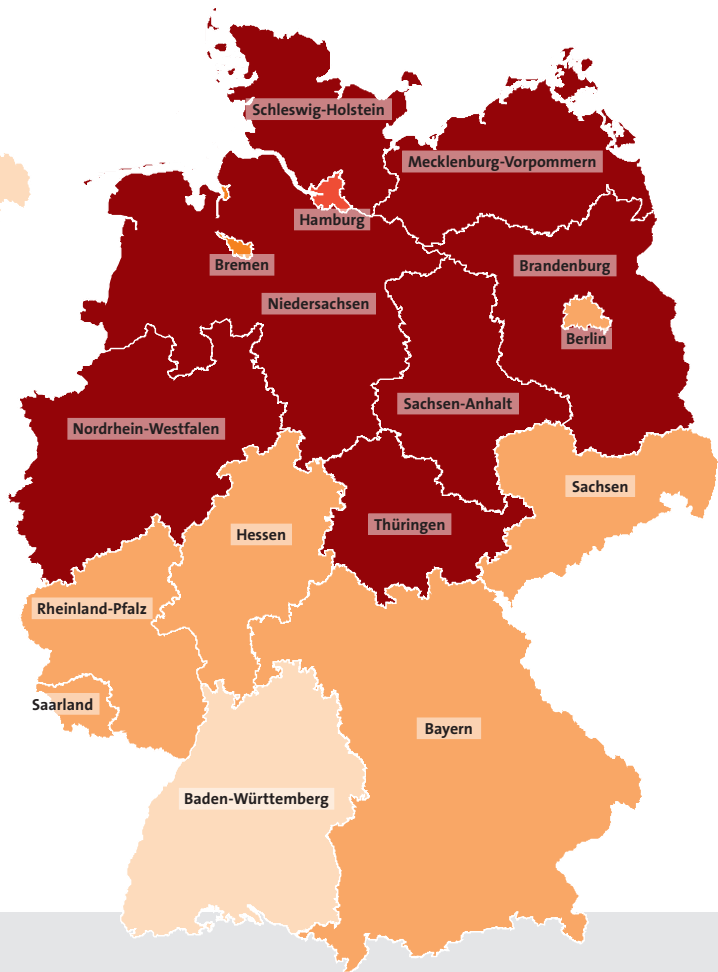 Schleswig-Holstein
Mecklenburg-Vorpommern
Hamburg
Bremen
Brandenburg
Niedersachsen
Berlin
Sachsen-Anhalt
Nordrhein-Westfalen
Sachsen
Thüringen
Hessen
Rheinland-Pfalz
Saarland
Bayern
Baden-Württemberg